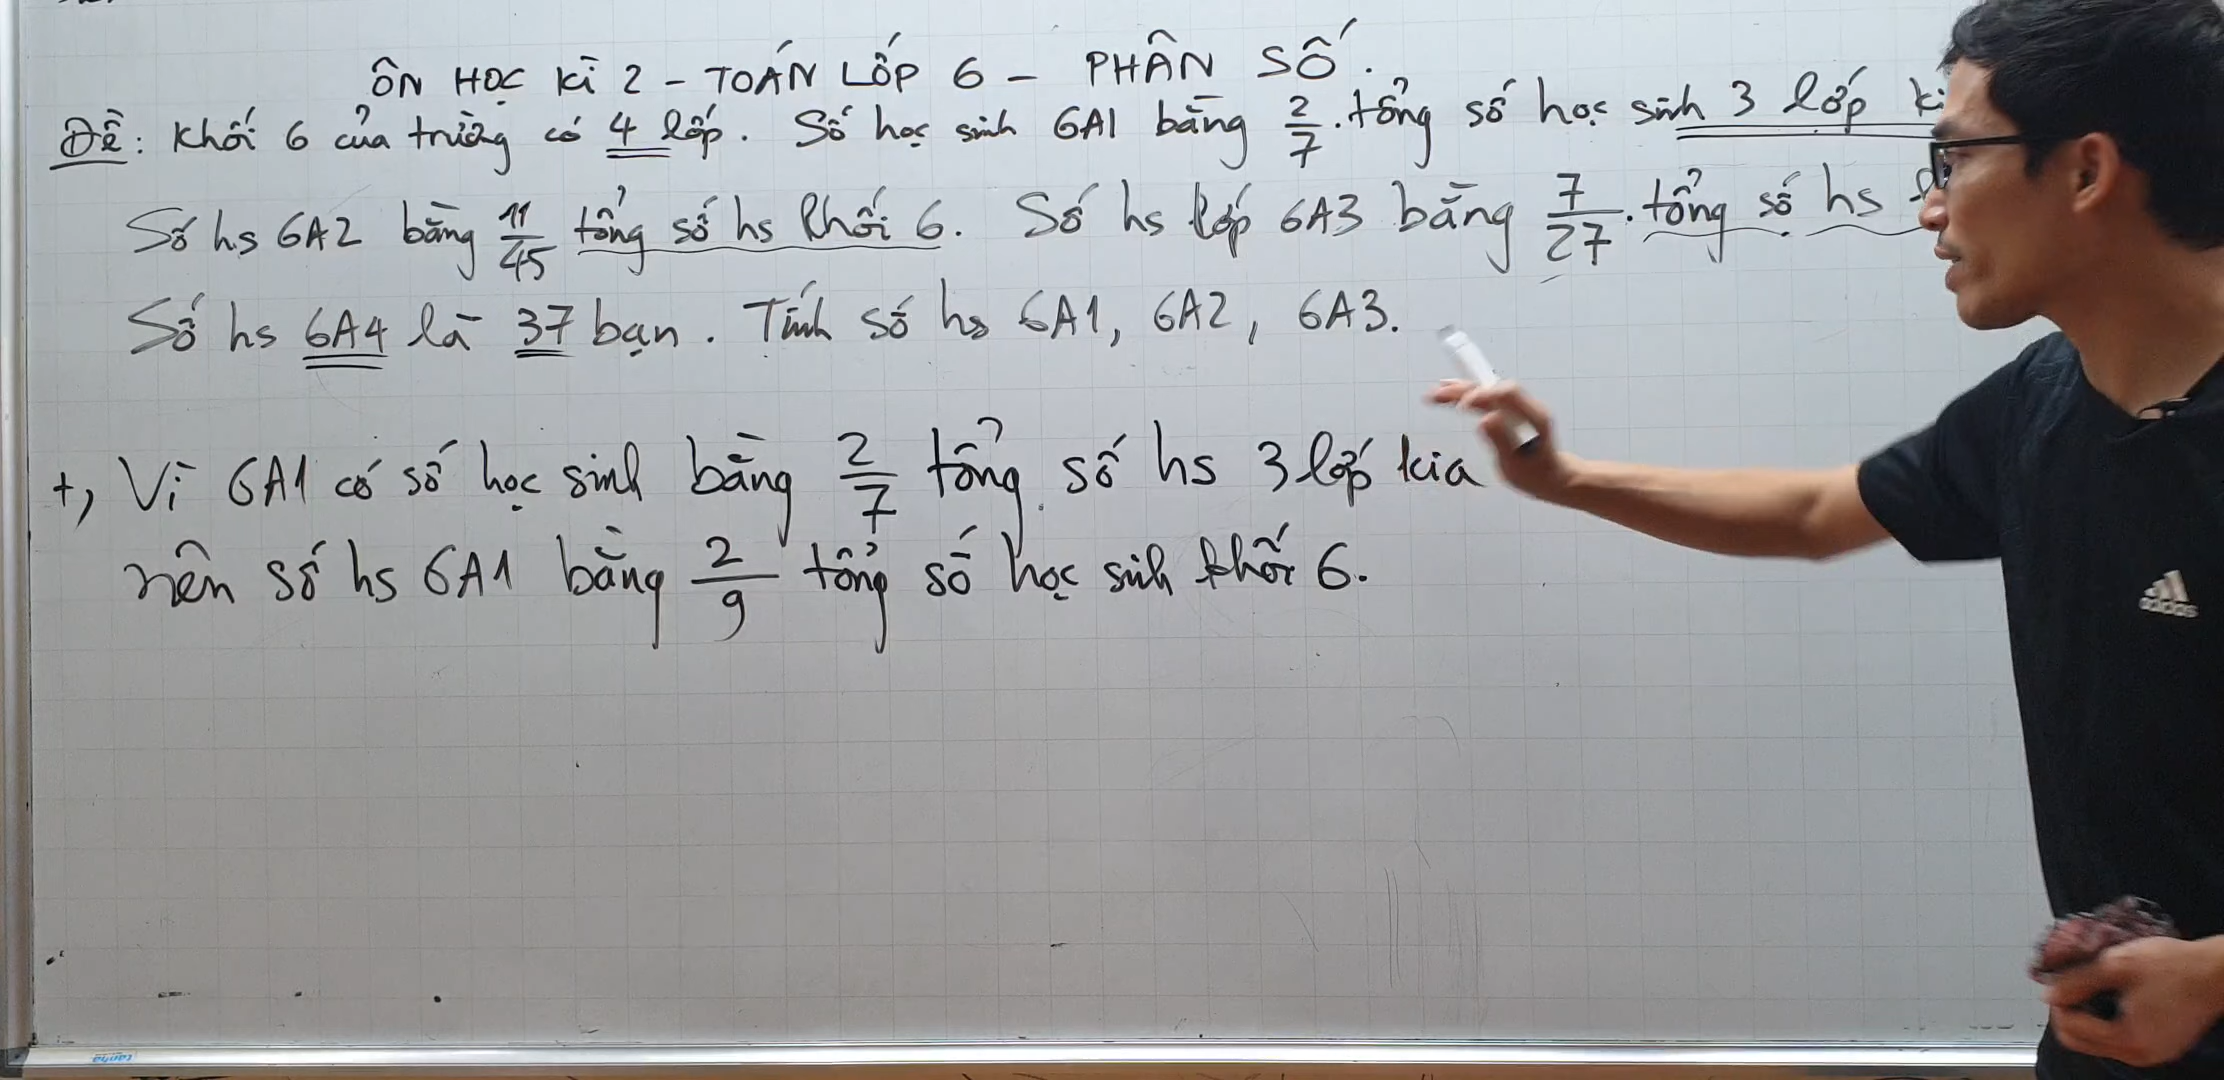 ÔN HỌC KÌ 2 - TOÁN LỚP 6 - PHÂN SỐ.
Đề: Khối 6 của trường có 4 lớp. Số học sinh 6A1 bằng 2/7 . tổng số học sinh 3 lớp
Số hs 6A2 bằng 11/45 tổng số hs khối 6. Số hs lớp 6A3 bằng 7/27 . tổng số hs
Số hs 6A4 là 37 bạn. Tính số hs 6A1, 6A2, 6A3.
+, Vì 6A1 có số học sinh bằng 2/7 tổng số hs 3 lớp kia
nên số hs 6A1 bằng 2/9 tổng số học sinh khối 6.
adidas